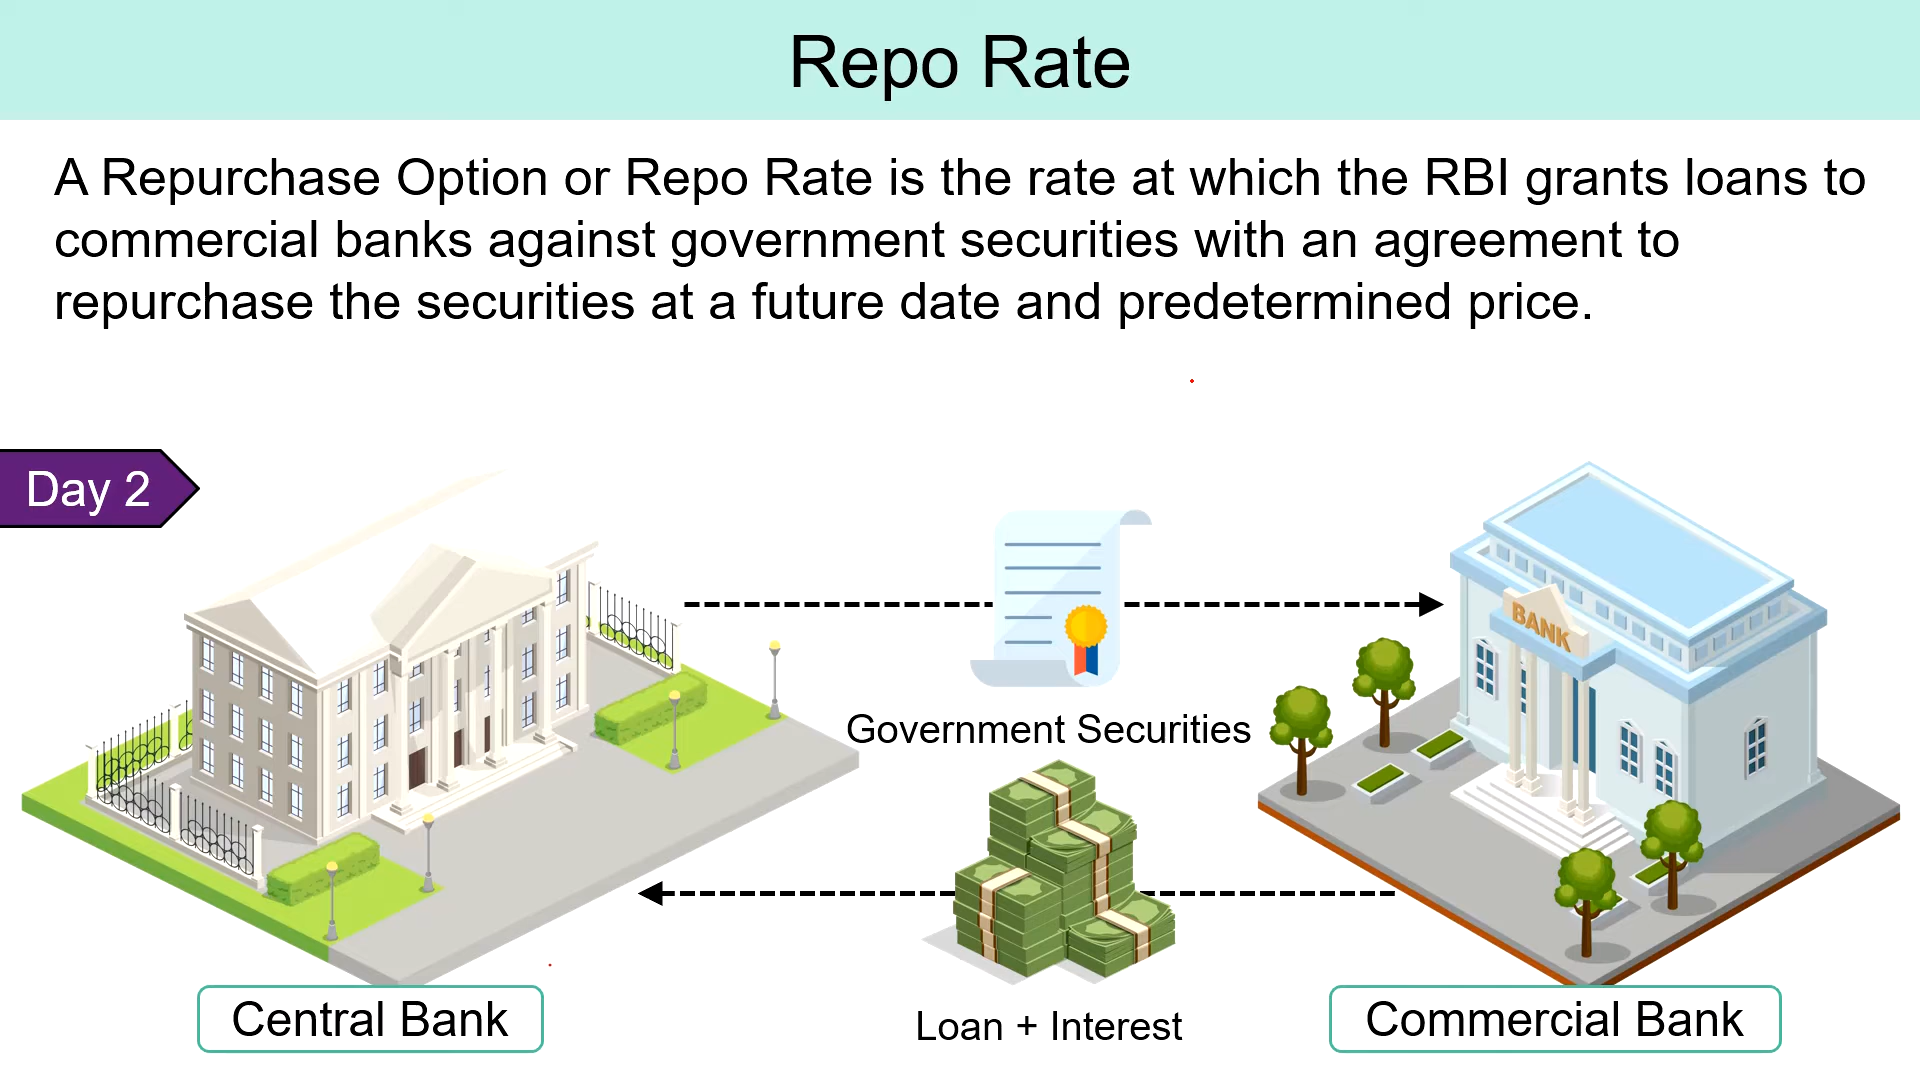 Repo Rate
A Repurchase Option or Repo Rate is the rate at which the RBI grants loans to
commercial banks against government securities with an agreement to
repurchase the securities at a future date and predetermined price.
Day 2
BANK
Government Securities
Loan + Interest
Central Bank
Commercial Bank